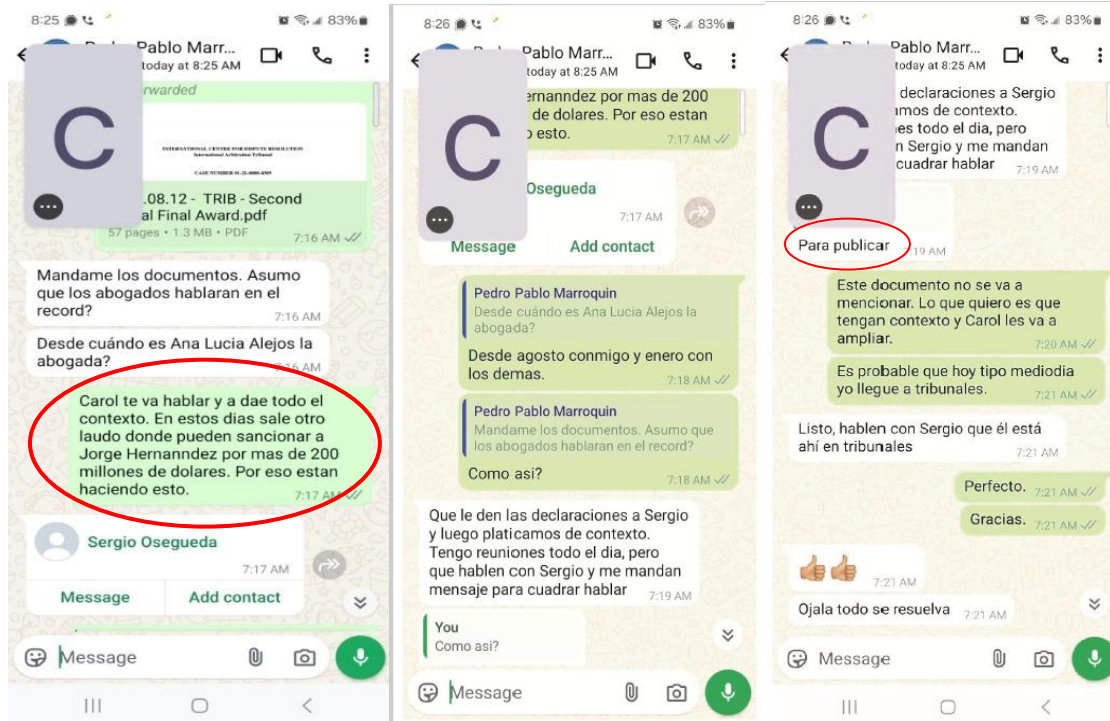 8:25
83%
Pablo Marr...
today at 8:25 AM
rwarded
INTERNATIONAL CENTRE FOR DISPUTE RESOLUTION
International Arbitration Tribunal
C
.08.12 - TRIB - Second
al Final Award.pdf
57 pages • 1.3 MB • PDF
7:16 AM
Mandame los documentos. Asumo
que los abogados hablaran en el
record?
7:16 AM
Desde cuándo es Ana Lucia Alejos la
abogada?
7:16 AM
Carol te va hablar y a dae todo el
contexto. En estos dias sale otro
laudo donde pueden sancionar a
Jorge Hernanndez por mas de 200
millones de dolares. Por eso estan
haciendo esto.
7:17 AM
Sergio Osegueda
7:17 AM
Message
Add contact
Message
8:26
83%
Pablo Marr...
today at 8:25 AM
ernanndez por mas de 200
de dolares. Por eso estan
o esto.
7:17 AM
C
Osegueda
7:17 AM
Message
Add contact
Pedro Pablo Marroquin
Desde cuándo es Ana Lucia Alejos la
abogada?
Desde agosto conmigo y enero con
los demas.
7:18 AM
Pedro Pablo Marroquin
Mandame los documentos. Asumo que
los abogados hablaran en el record?
Como asi?
7:18 AM
Que le den las declaraciones a Sergio
y luego platicamos de contexto.
Tengo reuniones todo el dia, pero
que hablen con Sergio y me mandan
mensaje para cuadrar hablar
7:19 AM
You
Como asi?
Message
8:26
83%
Pablo Marr...
today at 8:25 AM
declaraciones a Sergio
amos de contexto.
es todo el dia, pero
n Sergio y me mandan
cuadrar hablar
7:19 AM
C
Para publicar
7:19 AM
Este documento no se va a
mencionar. Lo que quiero es que
tengan contexto y Carol les va a
ampliar.
7:20 AM
Es probable que hoy tipo mediodia
yo llegue a tribunales.
7:21 AM
Listo, hablen con Sergio que él está
ahí en tribunales
7:21 AM
Perfecto.
7:21 AM
Gracias.
7:21 AM
7:21 AM
Ojala todo se resuelva
7:21 AM
Message